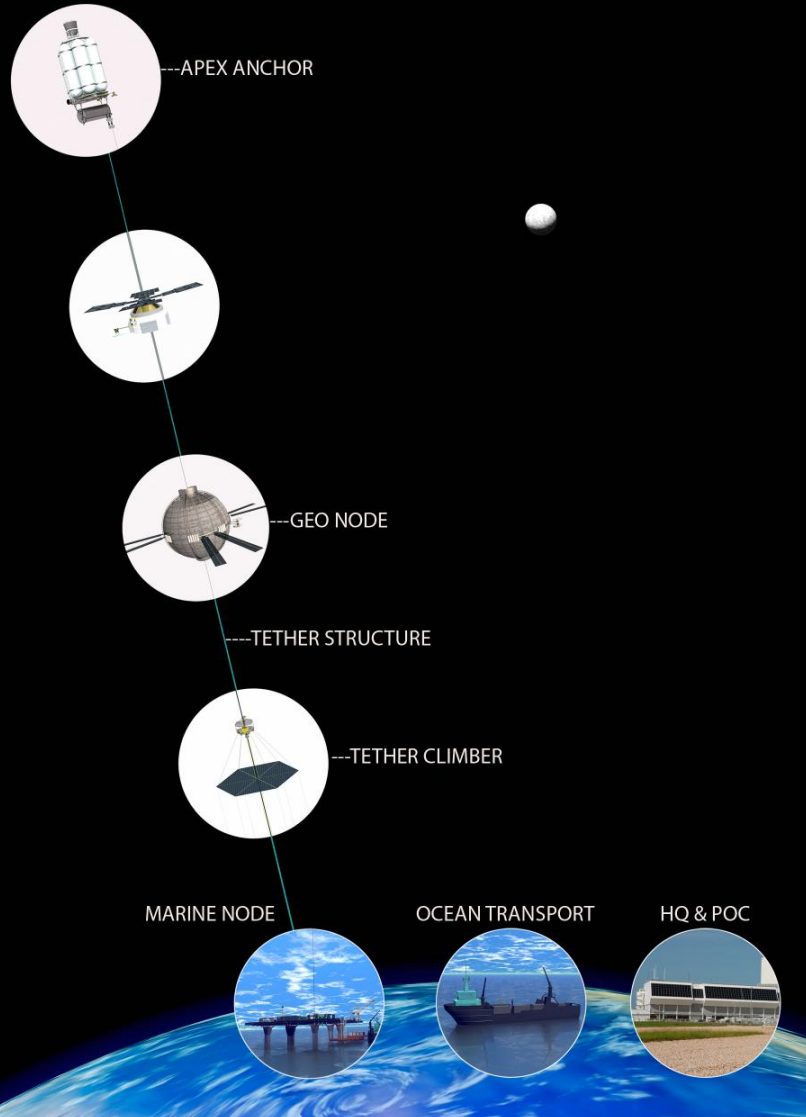 ---APEX ANCHOR
---GEO NODE
----TETHER STRUCTURE
---TETHER CLIMBER
MARINE NODE
OCEAN TRANSPORT
HQ & POC